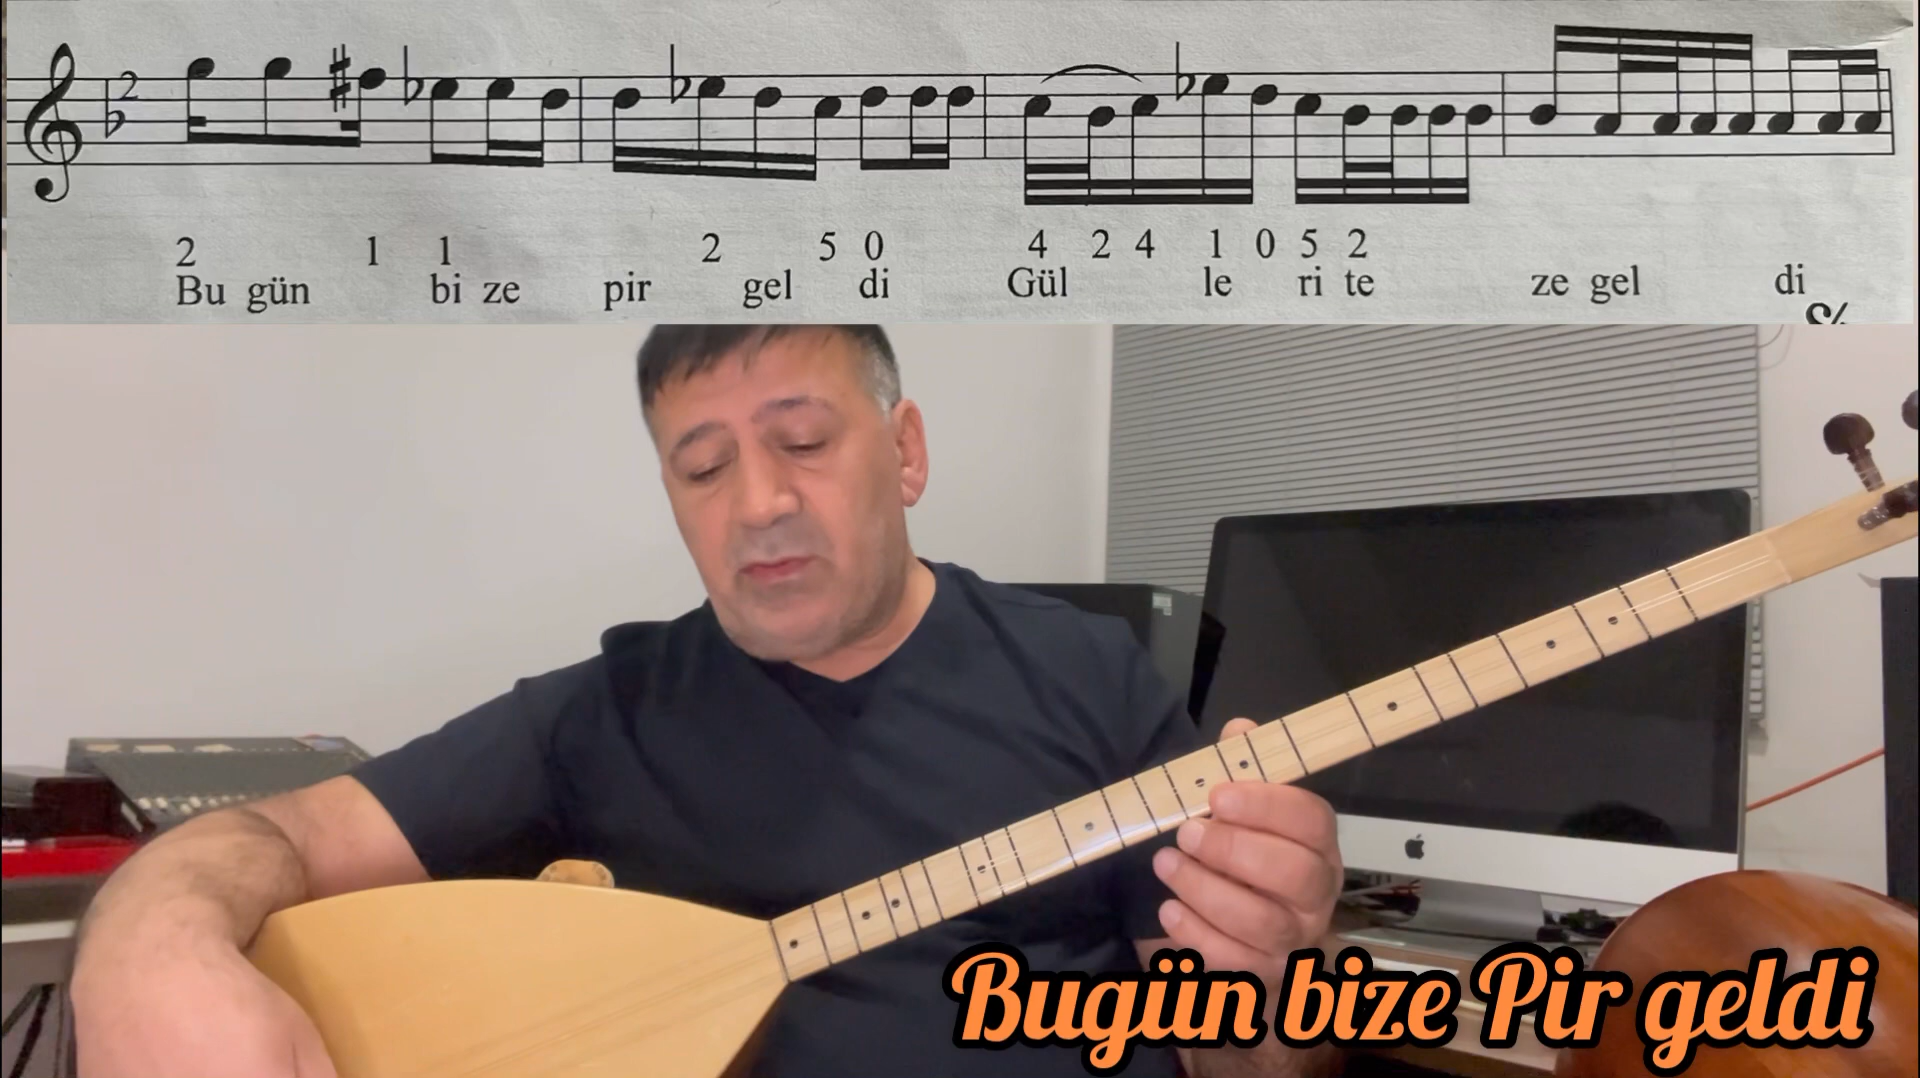 2
2 1 1 2 5 0 4 2 4 1 0 5 2
Bu gün bi ze pir gel di Gül le ri te ze gel di
Bugün bize Pir geldi